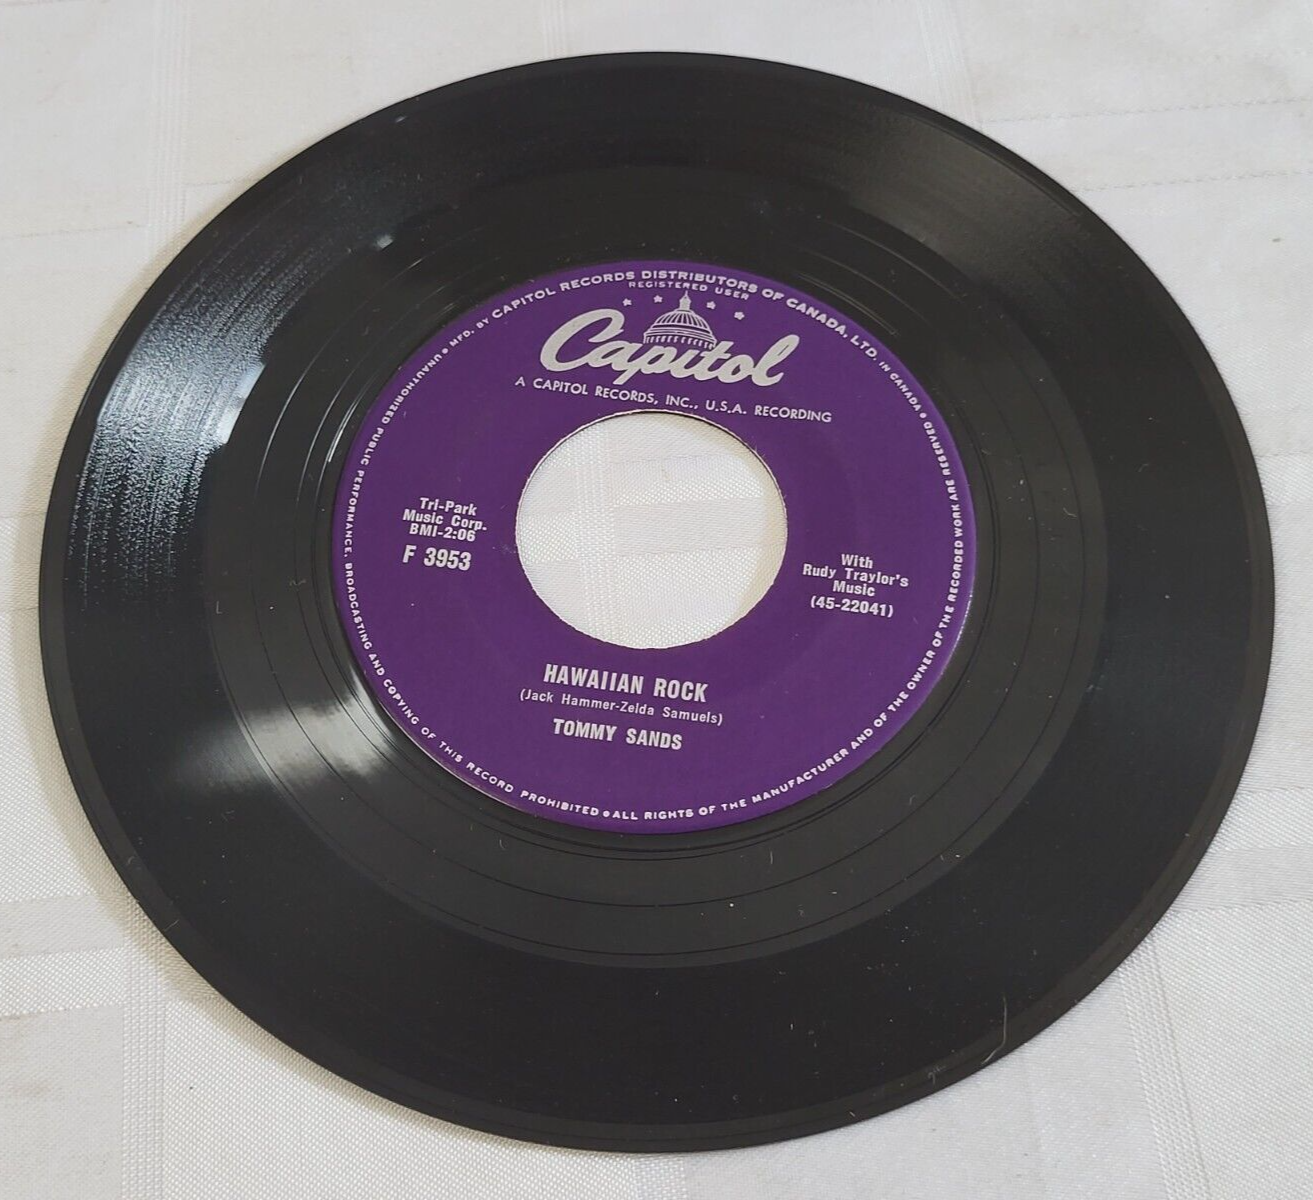 MFD. BY CAPITOL RECORDS DISTRIBUTORS OF CANADA, LTD. IN CANADA • RESERVED
REGISTERED USER
Capitol
A CAPITOL RECORDS, INC., U.S.A. RECORDING
Tri-Park
Music Corp.
BMI-2:06
F 3953
With
Rudy Traylor's
Music
(45-22041)
HAWAIIAN ROCK
(Jack Hammer-Zelda Samuels)
TOMMY SANDS
UNAUTHORIZED PUBLIC PERFORMANCE, BROADCASTING AND COPYING OF THIS RECORD PROHIBITED • ALL RIGHTS OF THE MANUFACTURER AND OF THE OWNER OF THE RECORDED WORK ARE RESERVED